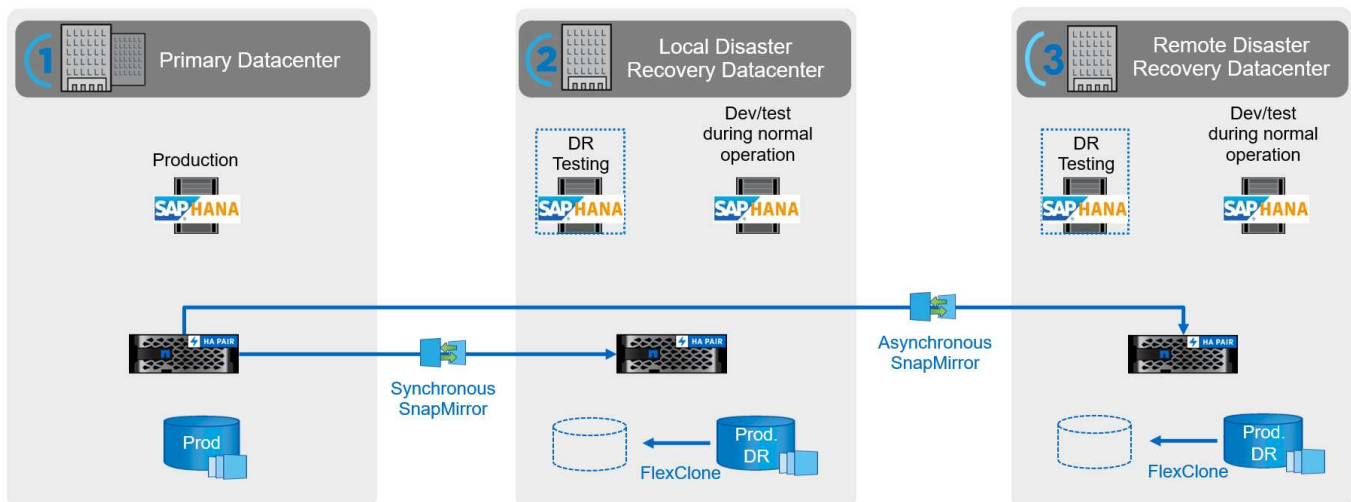 1
Primary Datacenter
2
Local Disaster
Recovery Datacenter
3
Remote Disaster
Recovery Datacenter
Production
SAP HANA
DR
Testing
SAP HANA
Dev/test
during normal
operation
SAP HANA
DR
Testing
SAP HANA
Dev/test
during normal
operation
SAP HANA
HA PAIR
Synchronous
SnapMirror
HA PAIR
Asynchronous
SnapMirror
HA PAIR
Prod
FlexClone
Prod.
DR
FlexClone
Prod.
DR